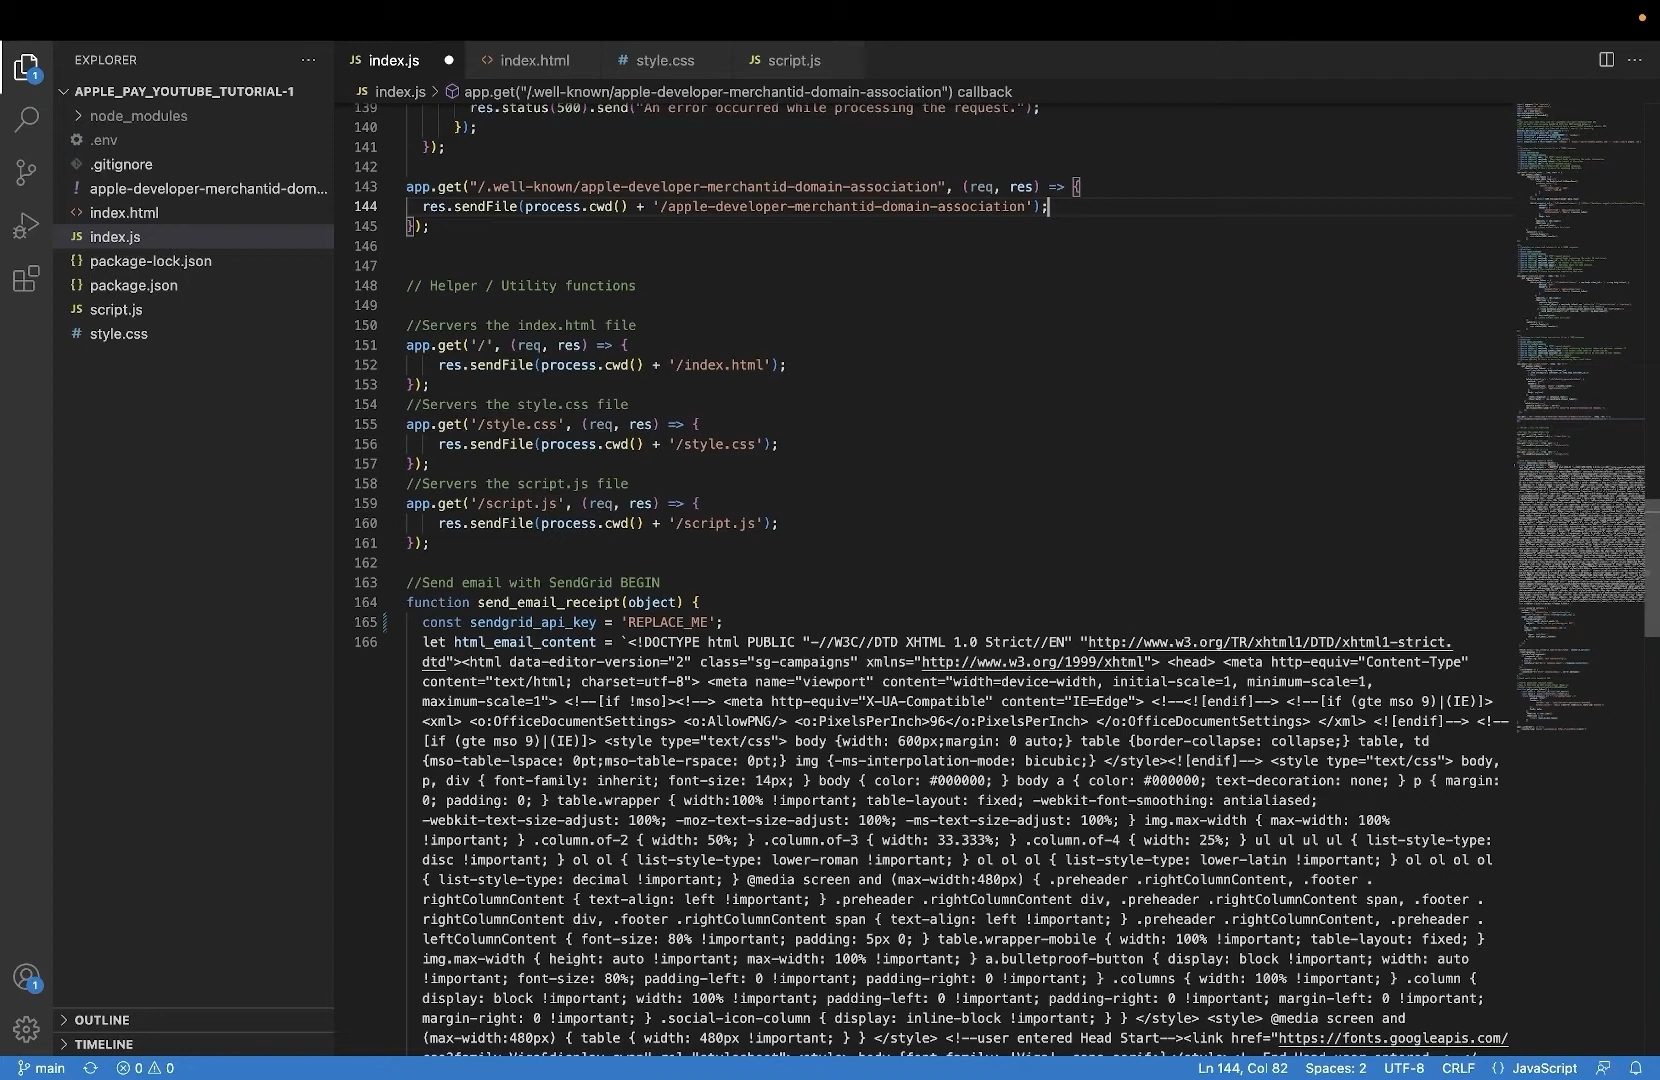 EXPLORER
JS index.js
<> index.html
# style.css
JS script.js
APPLE_PAY_YOUTUBE_TUTORIAL-1
JS index.js > app.get("/.well-known/apple-developer-merchantid-domain-association") callback
node_modules
.env
.gitignore
! apple-developer-merchantid-dom...
<> index.html
JS index.js
{} package-lock.json
{} package.json
JS script.js
# style.css
1
139 res.status(500).send("An error occurred while processing the request.");
140 });
141 });
142
143 app.get("/.well-known/apple-developer-merchantid-domain-association", (req, res) => {
144 res.sendFile(process.cwd() + '/apple-developer-merchantid-domain-association');
145 });
146
147
148 // Helper / Utility functions
149
150 //Servers the index.html file
151 app.get('/', (req, res) => {
152 res.sendFile(process.cwd() + '/index.html');
153 });
154 //Servers the style.css file
155 app.get('/style.css', (req, res) => {
156 res.sendFile(process.cwd() + '/style.css');
157 });
158 //Servers the script.js file
159 app.get('/script.js', (req, res) => {
160 res.sendFile(process.cwd() + '/script.js');
161 });
162
163 //Send email with SendGrid BEGIN
164 function send_email_receipt(object) {
165 const sendgrid_api_key = 'REPLACE_ME';
166 let html_email_content = `<!DOCTYPE html PUBLIC "-//W3C//DTD XHTML 1.0 Strict//EN" "http://www.w3.org/TR/xhtml1/DTD/xhtml1-strict.
dtd"><html data-editor-version="2" class="sg-campaigns" xmlns="http://www.w3.org/1999/xhtml"> <head> <meta http-equiv="Content-Type"
content="text/html; charset=utf-8"> <meta name="viewport" content="width=device-width, initial-scale=1, minimum-scale=1,
maximum-scale=1"> <!--[if !mso]><!--> <meta http-equiv="X-UA-Compatible" content="IE=Edge"> <!--<![endif]--> <!--[if (gte mso 9)|(IE)]>
<xml> <o:OfficeDocumentSettings> <o:AllowPNG/> <o:PixelsPerInch>96</o:PixelsPerInch> </o:OfficeDocumentSettings> </xml> <![endif]--> <!--
[if (gte mso 9)|(IE)]> <style type="text/css"> body {width: 600px;margin: 0 auto;} table {border-collapse: collapse;} table, td
{mso-table-lspace: 0pt;mso-table-rspace: 0pt;} img {-ms-interpolation-mode: bicubic;} </style><![endif]--> <style type="text/css"> body,
p, div { font-family: inherit; font-size: 14px; } body { color: #000000; } body a { color: #000000; text-decoration: none; } p { margin:
0; padding: 0; } table.wrapper { width:100% !important; table-layout: fixed; -webkit-font-smoothing: antialiased;
-webkit-text-size-adjust: 100%; -moz-text-size-adjust: 100%; -ms-text-size-adjust: 100%; } img.max-width { max-width: 100%
!important; } .column.of-2 { width: 50%; } .column.of-3 { width: 33.333%; } .column.of-4 { width: 25%; } ul ul ul ul { list-style-type:
disc !important; } ol ol { list-style-type: lower-roman !important; } ol ol ol { list-style-type: lower-latin !important; } ol ol ol ol
{ list-style-type: decimal !important; } @media screen and (max-width:480px) { .preheader .rightColumnContent, .footer .
rightColumnContent { text-align: left !important; } .preheader .rightColumnContent div, .preheader .rightColumnContent span, .footer .
rightColumnContent div, .footer .rightColumnContent span { text-align: left !important; } .preheader .rightColumnContent, .preheader .
leftColumnContent { font-size: 80% !important; padding: 5px 0; } table.wrapper-mobile { width: 100% !important; table-layout: fixed; }
img.max-width { height: auto !important; max-width: 100% !important; } a.bulletproof-button { display: block !important; width: auto
!important; font-size: 80%; padding-left: 0 !important; padding-right: 0 !important; } .columns { width: 100% !important; } .column {
display: block !important; width: 100% !important; padding-left: 0 !important; padding-right: 0 !important; margin-left: 0 !important;
margin-right: 0 !important; } .social-icon-column { display: inline-block !important; } } </style> <style> @media screen and
(max-width:480px) { table { width: 480px !important; } } </style> <!--user entered Head Start--><link href="https://fonts.googleapis.com/
1
OUTLINE
TIMELINE
main
0
0
Ln 144, Col 82
Spaces: 2
UTF-8
CRLF
{} JavaScript